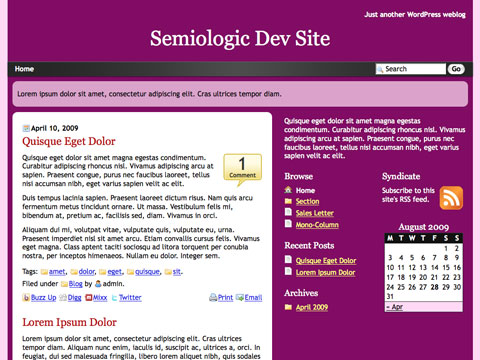 Just another WordPress weblog
Semiologic Dev Site
Home
Search
Go
Lorem ipsum dolor sit amet, consectetur adipiscing elit. Cras ultrices tempor diam.
April 10, 2009
Quisque Eget Dolor
1
Comment
Quisque eget dolor sit amet magna egestas condimentum.
Curabitur adipiscing rhoncus nisl. Vivamus adipiscing arcu at
sapien. Praesent congue, purus nec faucibus laoreet, tellus
nisi accumsan nibh, eget varius sapien velit ac elit.
Duis tempus lacinia sapien. Praesent laoreet dictum risus. Nam quis arcu
fermentum metus tincidunt ornare. Ut massa. Vestibulum felis mi,
bibendum at, pretium ac, facilisis sed, diam. Vivamus in orci.
Aliquam dui mi, volutpat vitae, vulputate quis, vulputate eu, urna.
Praesent imperdiet nisi sit amet arcu. Etiam convallis cursus felis. Vivamus
eget magna. Class aptent taciti sociosqu ad litora torquent per conubia
nostra, per inceptos himenaeos. Nullam eu dolor. Integer sem.
Tags: amet, dolor, eget, quisque, sit.
Filed under Blog by admin.
Buzz Up Digg Mixx Twitter Print Email
Lorem Ipsum Dolor
Lorem ipsum dolor sit amet, consectetur adipiscing elit. Cras ultrices
tempor diam. Aliquam nunc enim, iaculis id, suscipit ac, ultrices a, orci. In
feugiat, dui sed malesuada fringilla, libero ipsum eleifend nibh, quis sodales
Quisque eget dolor sit amet magna egestas condimentum.
Curabitur adipiscing rhoncus nisl. Vivamus
adipiscing arcu at sapien. Praesent congue, purus nec
faucibus laoreet, tellus nisi accumsan nibh, eget varius
sapien velit ac elit.
Browse
Home
Section
Sales Letter
Mono-Column
Recent Posts
Quisque Eget Dolor
Lorem Ipsum Dolor
Archives
April 2009
Syndicate
Subscribe to this
site's RSS feed.
August 2009
M T W T F S S
1 2
3 4 5 6 7 8 9
10 11 12 13 14 15 16
17 18 19 20 21 22 23
24 25 26 27 28 29 30
31
« Apr